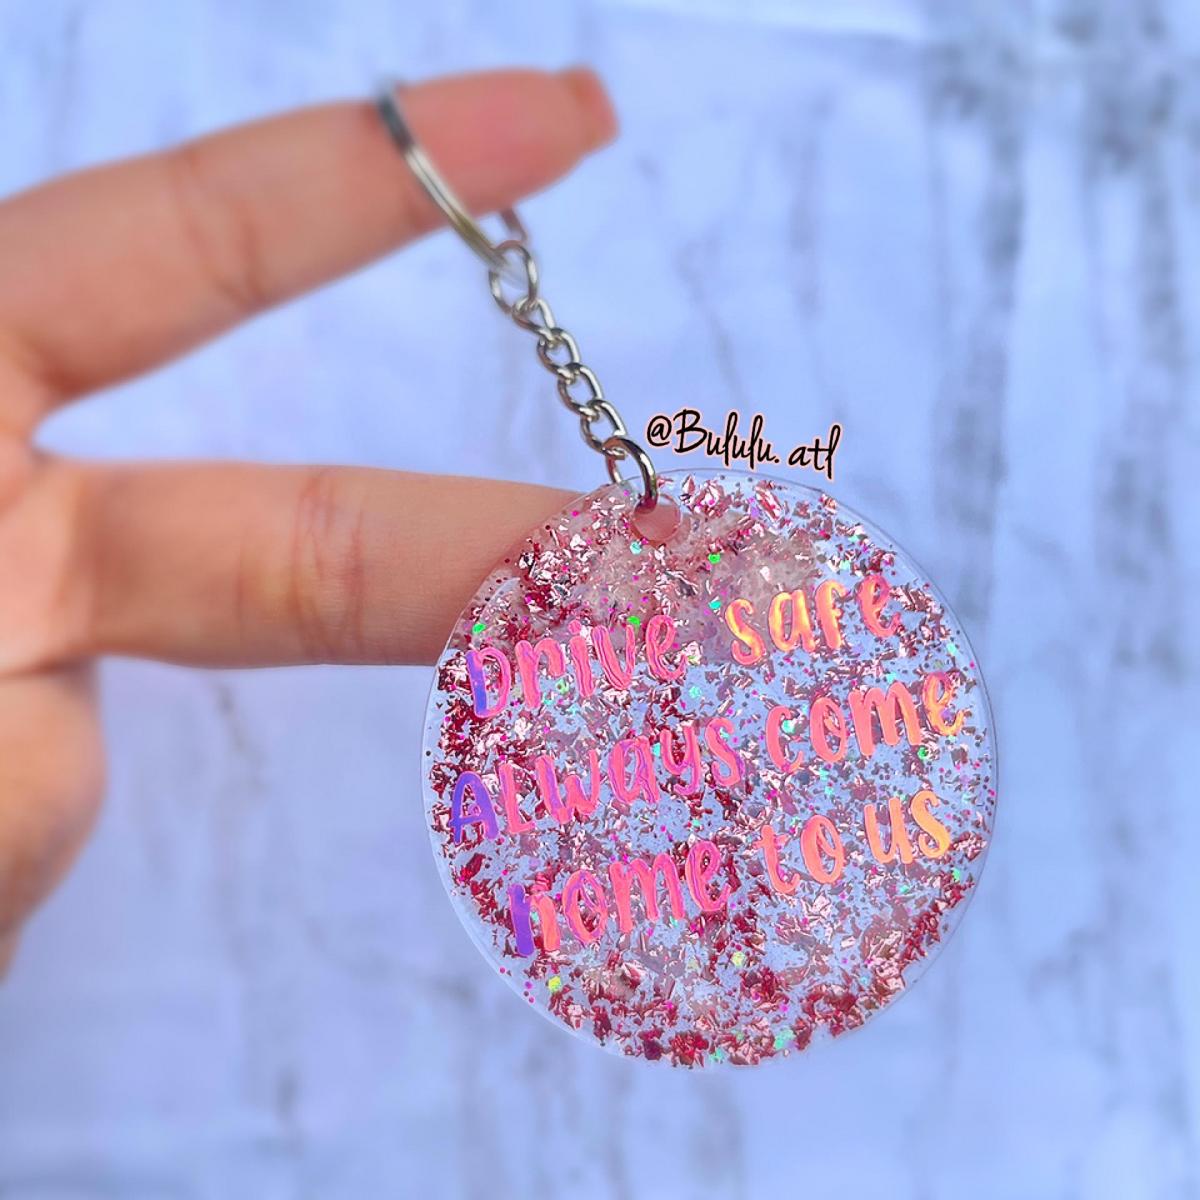 @Bululu.atl
Drive safe
Always come
home to us